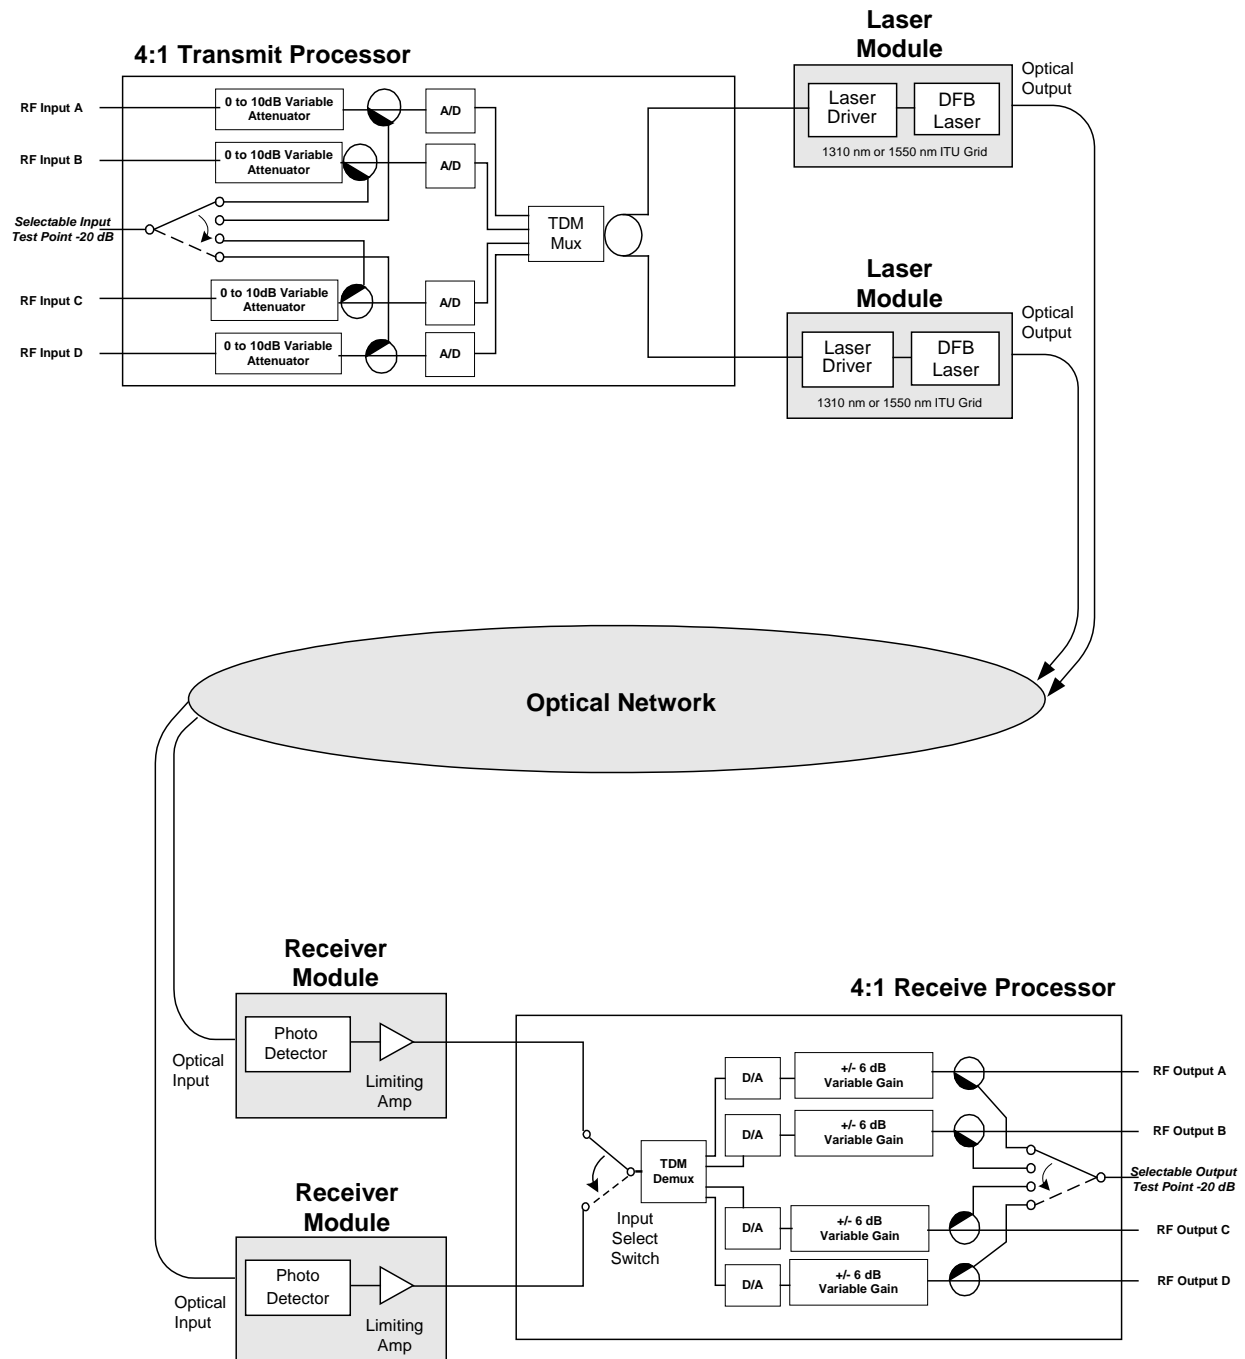 Laser
Module
4:1 Transmit Processor
Optical
Output
RF Input A
0 to 10dB Variable
Attenuator
A/D
Laser
Driver
DFB
Laser
1310 nm or 1550 nm ITU Grid
RF Input B
0 to 10dB Variable
Attenuator
A/D
Selectable Input
Test Point -20 dB
TDM
Mux
Laser
Module
RF Input C
0 to 10dB Variable
Attenuator
A/D
Optical
Output
RF Input D
0 to 10dB Variable
Attenuator
A/D
Laser
Driver
DFB
Laser
1310 nm or 1550 nm ITU Grid
Optical Network
Receiver
Module
4:1 Receive Processor
Photo
Detector
Optical
Input
Limiting
Amp
D/A
+/- 6 dB
Variable Gain
RF Output A
D/A
+/- 6 dB
Variable Gain
RF Output B
TDM
Demux
Selectable Output
Test Point -20 dB
Receiver
Module
Input
Select
Switch
D/A
+/- 6 dB
Variable Gain
RF Output C
Photo
Detector
D/A
+/- 6 dB
Variable Gain
RF Output D
Optical
Input
Limiting
Amp